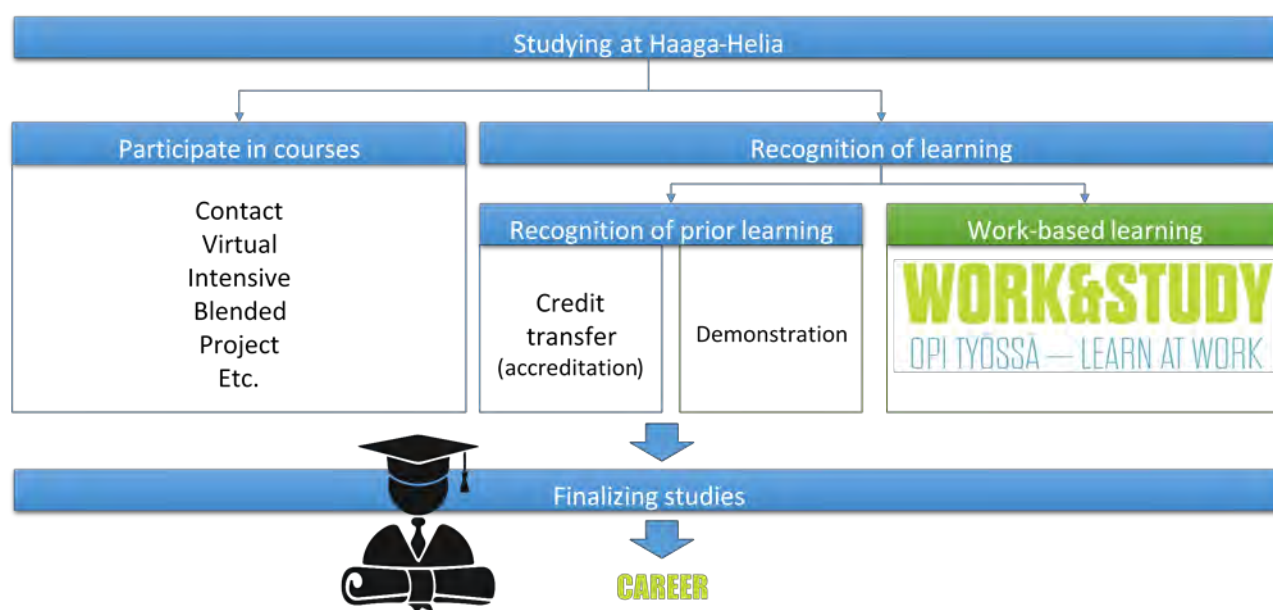 Studying at Haaga-Helia
Participate in courses
Contact
Virtual
Intensive
Blended
Project
Etc.
Recognition of learning
Recognition of prior learning
Credit
transfer
(accreditation)
Demonstration
Work-based learning
WORK&STUDY
OPI TYÖSSÄ — LEARN AT WORK
Finalizing studies
CAREER